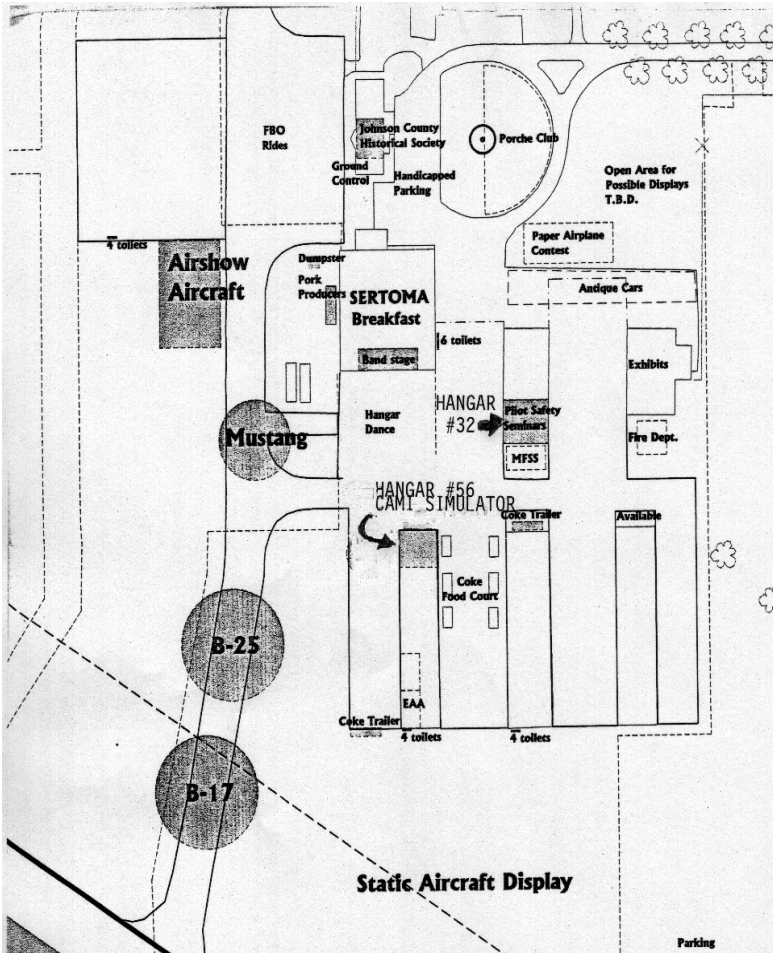 FBO
Rides
Johnson County
Historical Society
Porche Club
Ground
Control
Handicapped
Parking
Open Area for
Possible Displays
T.B.D.
4 toilets
Airshow
Aircraft
Dumpster
Pork
Producers
SERTOMA
Breakfast
Paper Airplane
Contest
Antique Cars
Band stage
6 toilets
Exhibits
Mustang
Hangar
Dance
HANGAR
#32
Pilot Safety
Seminars
MFSS
Fire Dept.
HANGAR #56
CAMI SIMULATOR
Coke Trailer
Available
Coke
Food Court
B-25
EAA
Coke Trailer
4 toilets
4 toilets
B-17
Static Aircraft Display
Parking